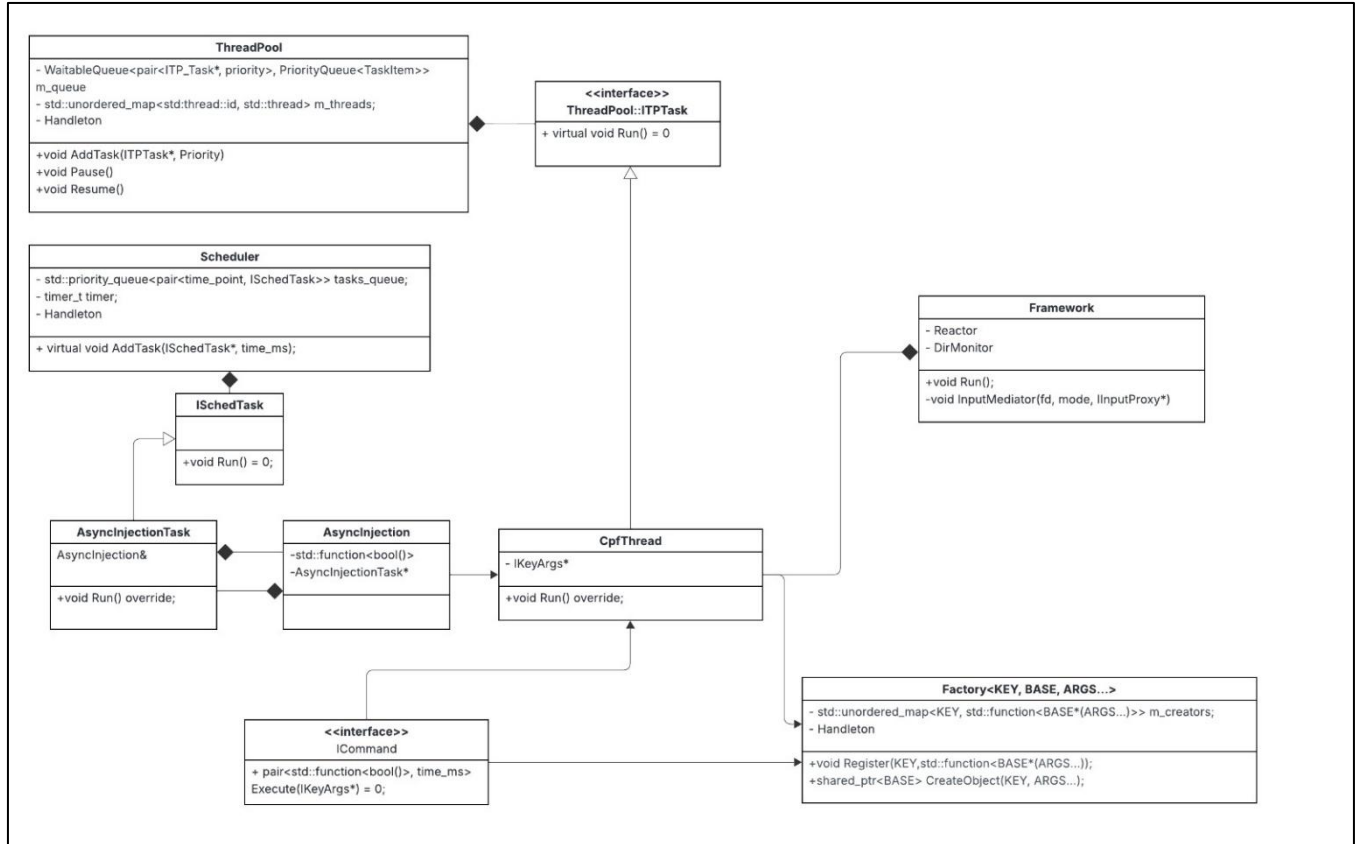 ThreadPool
- WaitableQueue<pair<ITP_Task*, priority>, PriorityQueue<TaskItem>>
m_queue
- std::unordered_map<std:thread::id, std::thread> m_threads;
- Handleton
+void AddTask(ITPTask*, Priority)
+void Pause()
+void Resume()
<<interface>>
ThreadPool::ITPTask
+ virtual void Run() = 0
Scheduler
- std::priority_queue<pair<time_point, ISchedTask>> tasks_queue;
- timer_t timer;
- Handleton
+ virtual void AddTask(ISchedTask*, time_ms);
Framework
- Reactor
- DirMonitor
+void Run();
-void InputMediator(fd, mode, IInputProxy*)
ISchedTask
+void Run() = 0;
AsyncInjectionTask
AsyncInjection&
+void Run() override;
AsyncInjection
-std::function<bool()>
-AsyncInjectionTask*
CpfThread
- IKeyArgs*
+void Run() override;
Factory<KEY, BASE, ARGS...>
- std::unordered_map<KEY, std::function<BASE*(ARGS...)>> m_creators;
- Handleton
+void Register(KEY,std::function<BASE*(ARGS...));
+shared_ptr<BASE> CreateObject(KEY, ARGS...);
<<interface>>
ICommand
+ pair<std::function<bool()>, time_ms>
Execute(IKeyArgs*) = 0;